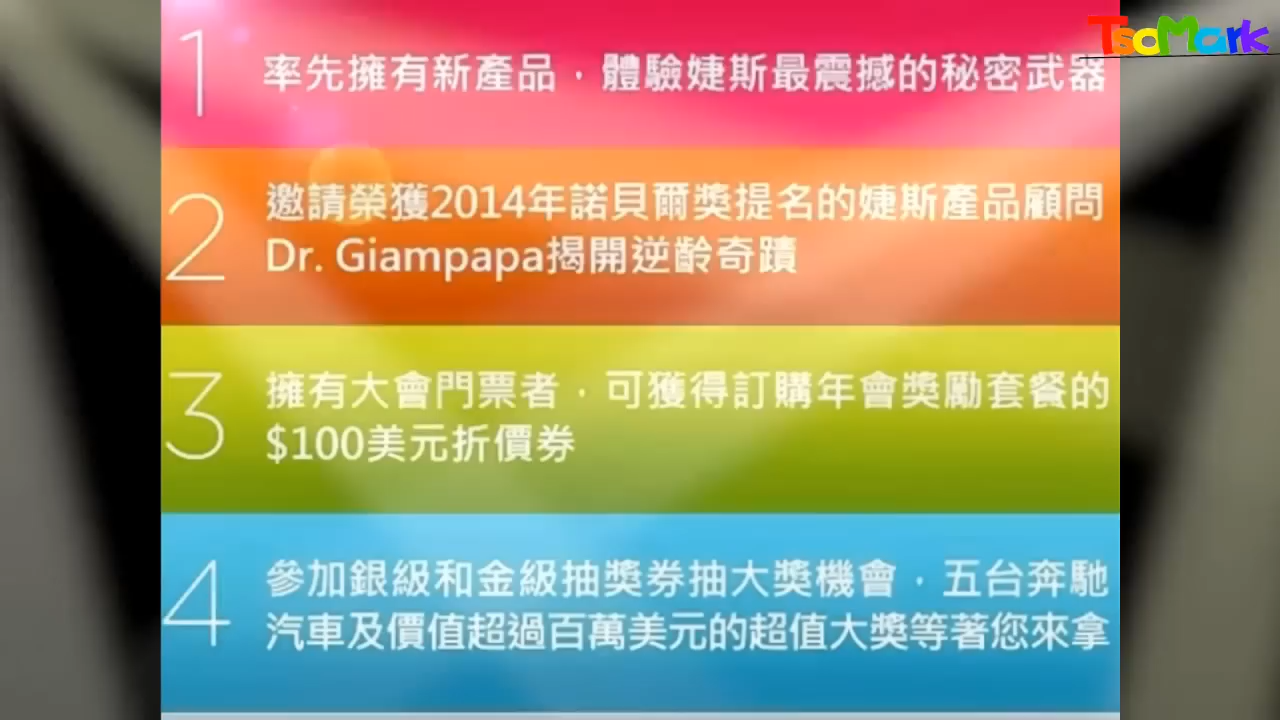 TsoMark
1
率先擁有新產品，體驗婕斯最震撼的秘密武器
2
邀請榮獲2014年諾貝爾獎提名的婕斯產品顧問
Dr. Giampapa揭開逆齡奇蹟
3
擁有大會門票者，可獲得訂購年會獎勵套餐的
$100美元折價券
4
參加銀級和金級抽獎券抽大獎機會，五台奔馳
汽車及價值超過百萬美元的超值大獎等著您來拿